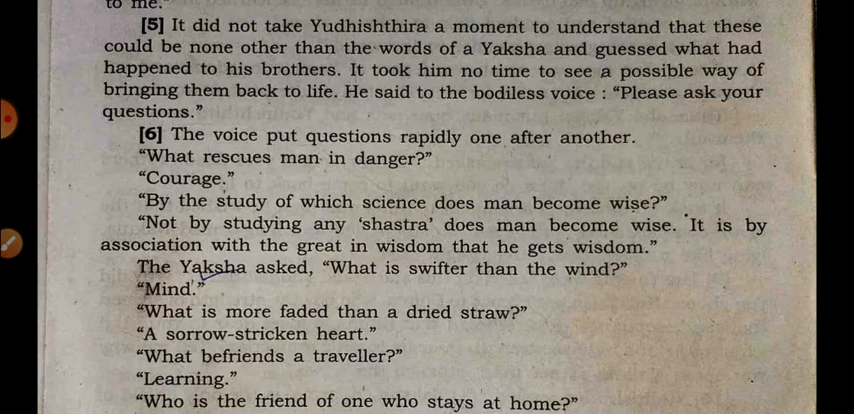 to me."
[5] It did not take Yudhishthira a moment to understand that these
could be none other than the words of a Yaksha and guessed what had
happened to his brothers. It took him no time to see a possible way of
bringing them back to life. He said to the bodiless voice : “Please ask your
questions.”
[6] The voice put questions rapidly one after another.
“What rescues man in danger?”
“Courage.”
“By the study of which science does man become wise?”
“Not by studying any ‘shastra’ does man become wise. It is by
association with the great in wisdom that he gets wisdom.”
The Yaksha asked, “What is swifter than the wind?”
“Mind.”
“What is more faded than a dried straw?”
“A sorrow-stricken heart.”
“What befriends a traveller?”
“Learning.”
“Who is the friend of one who stays at home?”